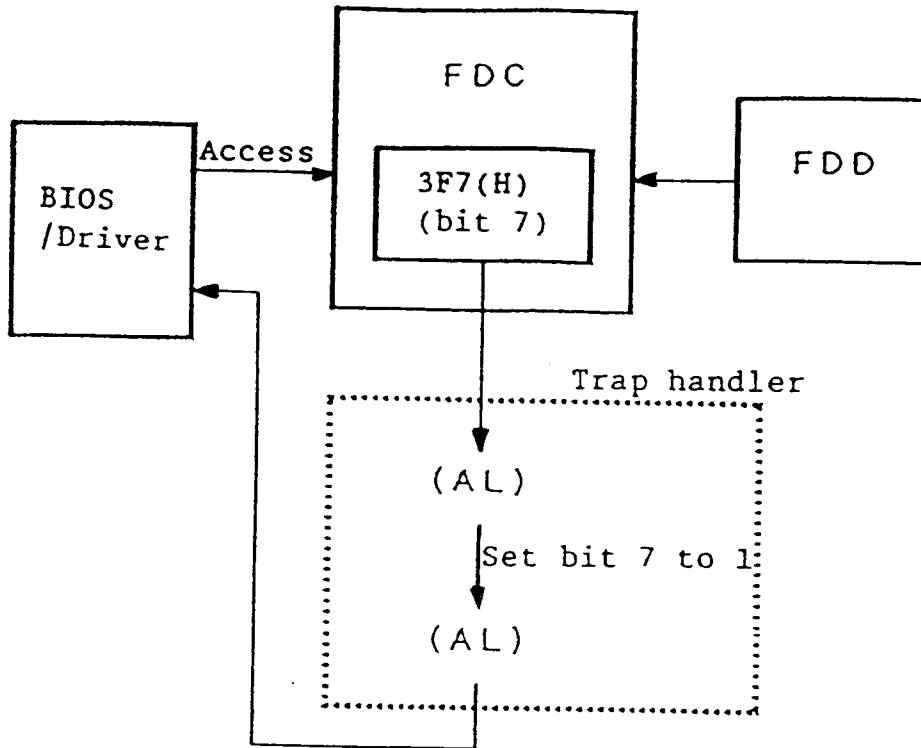 FDC
FDD
Access
3F7(H)
(bit 7)
BIOS
/Driver
Trap handler
(AL)
Set bit 7 to 1
(AL)